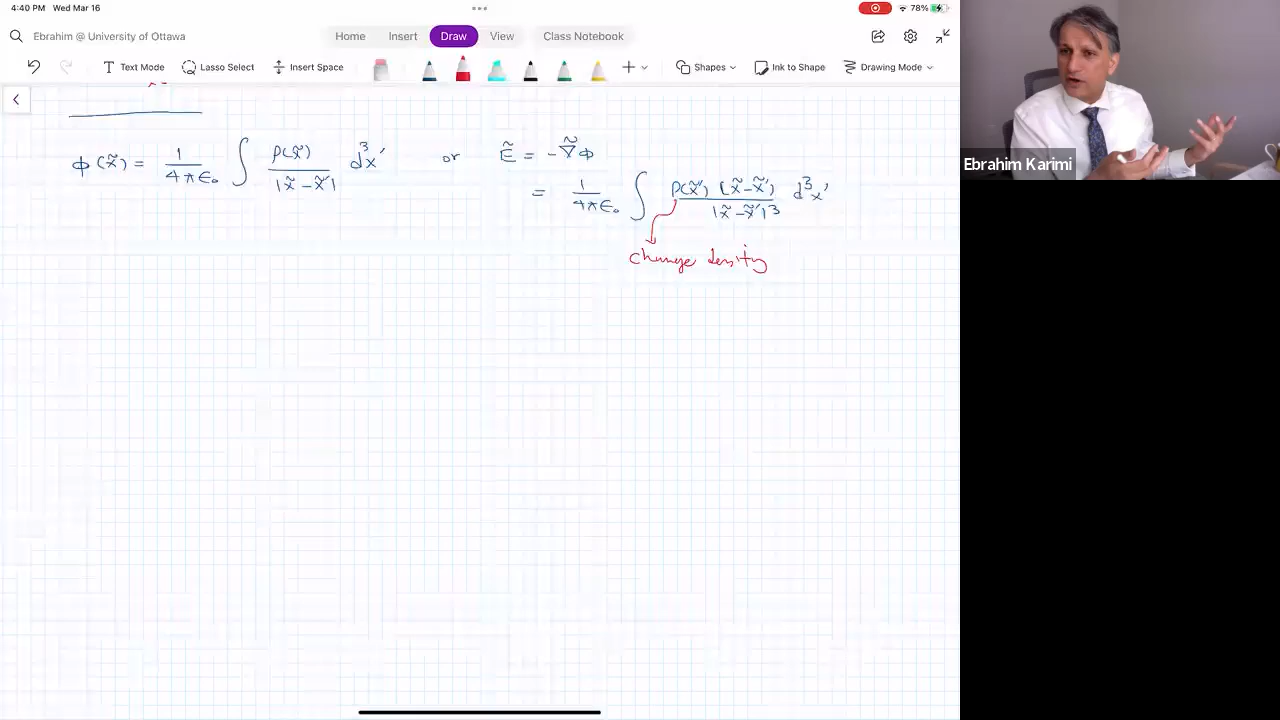 4:40 PM Wed Mar 16
78%
Ebrahim @ University of Ottawa
Home Insert Draw View Class Notebook
Text Mode Lasso Select Insert Space Shapes Ink to Shape Drawing Mode
Φ(x̃) = 1/4πε₀ ∫ ρ(x̃)/|x̃ - x̃'| d³x' or Ẽ = -∇̃Φ
= 1/4πε₀ ∫ ρ(x̃') (x̃-x̃')/|x̃-x̃'|³ d³x'
Charge density
Ebrahim Karimi